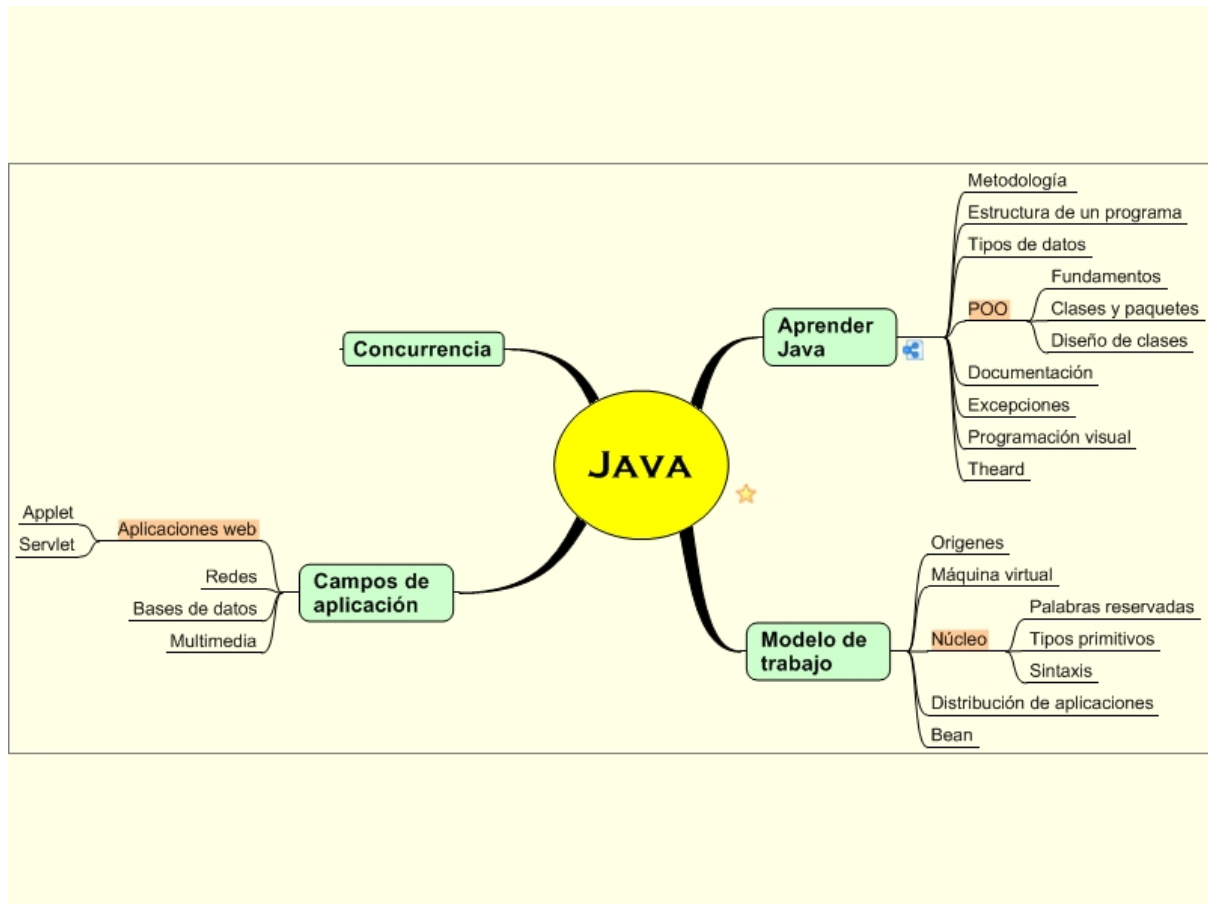 JAVA
Aprender
Java
Metodología
Estructura de un programa
Tipos de datos
POO
Fundamentos
Clases y paquetes
Diseño de clases
Documentación
Excepciones
Programación visual
Theard
Modelo de
trabajo
Origenes
Máquina virtual
Núcleo
Palabras reservadas
Tipos primitivos
Sintaxis
Distribución de aplicaciones
Bean
Concurrencia
Campos de
aplicación
Aplicaciones web
Applet
Servlet
Redes
Bases de datos
Multimedia